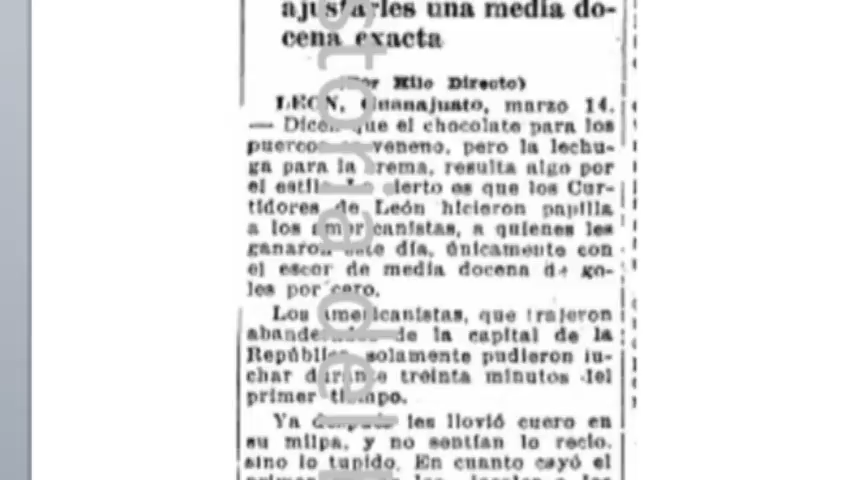 ajustarles una media do-
cena exacta
(Por Hilo Directo)
LEON, Guanajuato, marzo 14.
— Dicen que el chocolate para los
puercos veneno, pero la lechu-
ga para la crema, resulta algo por
el estilo. Lo cierto es que los Cur-
tidores de León hicieron papilla
a los americanistas, a quienes les
ganaron este día, únicamente con
el escor de media docena de go-
les por cero.
Los americanistas, que trajeron
abanderados de la capital de la
República, solamente pudieron lu-
char durante treinta minutos del
primer tiempo.
Ya después les llovió cuero en
su milpa, y no sentían lo recio,
sino lo tupido. En cuanto cayó el
storia del